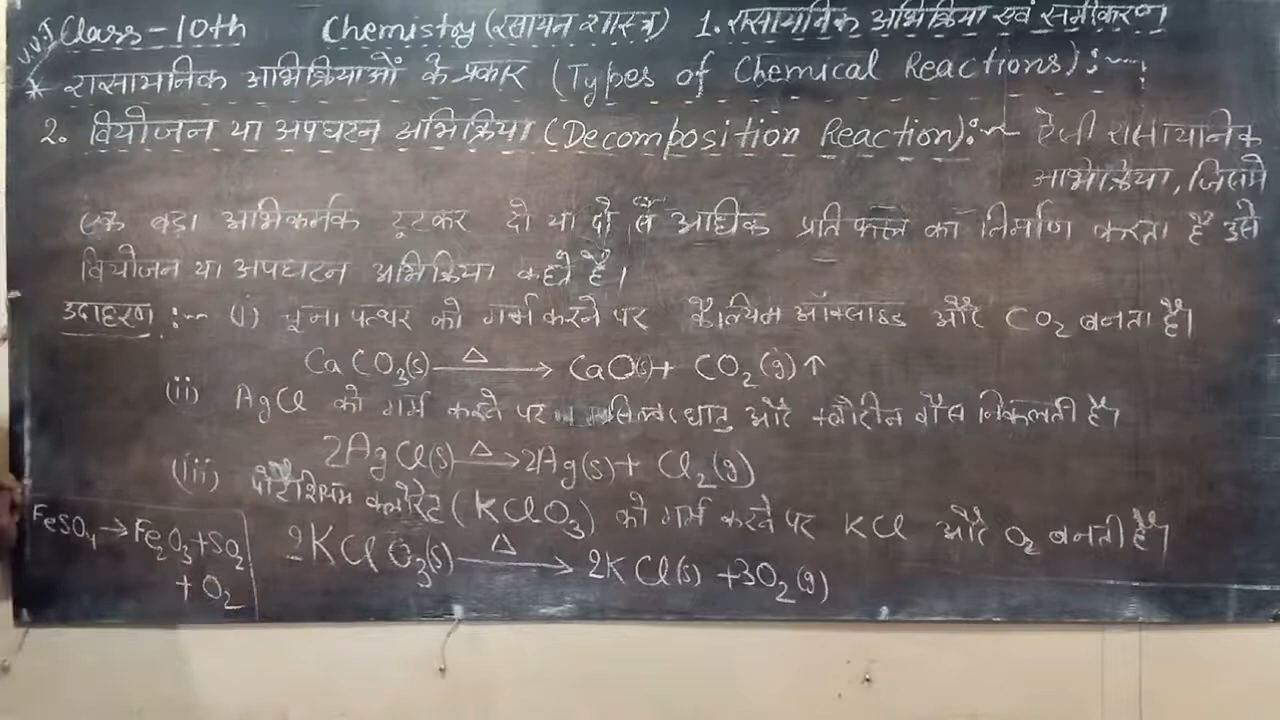 V.V.I Class-10th Chemistry (रसायन शास्त्र) 1. रासायनिक अभिक्रिया एवं समीकरण
* रासायनिक अभिक्रियाओं के प्रकार (Types of Chemical Reactions):-
2. वियोजन या अपघटन अभिक्रिया (Decomposition Reaction):- ऐसी रासायनिक
अभिक्रिया, जिसमें
एक बड़ा अभिकर्मक टूटकर दो या दो से अधिक प्रतिफल का निर्माण करता है उसे
वियोजन या अपघटन अभिक्रिया कहते हैं।
उदाहरण:- (i) चूना पत्थर को गर्म करने पर कैल्शियम ऑक्साइड और CO₂ बनता है।
CaCO₃(s) —Δ→ CaO(s) + CO₂(g)↑
(ii) AgCl को गर्म करने पर सिल्वर धातु और क्लोरीन गैस निकलती है।
2AgCl(s) —Δ→ 2Ag(s) + Cl₂(g)
(iii) पोटैशियम क्लोरेट (KClO₃) को गर्म करने पर KCl और O₂ बनती है।
2KClO₃(s) —Δ→ 2KCl(s) + 3O₂(g)
FeSO₄ → Fe₂O₃ + SO₂
+ O₂